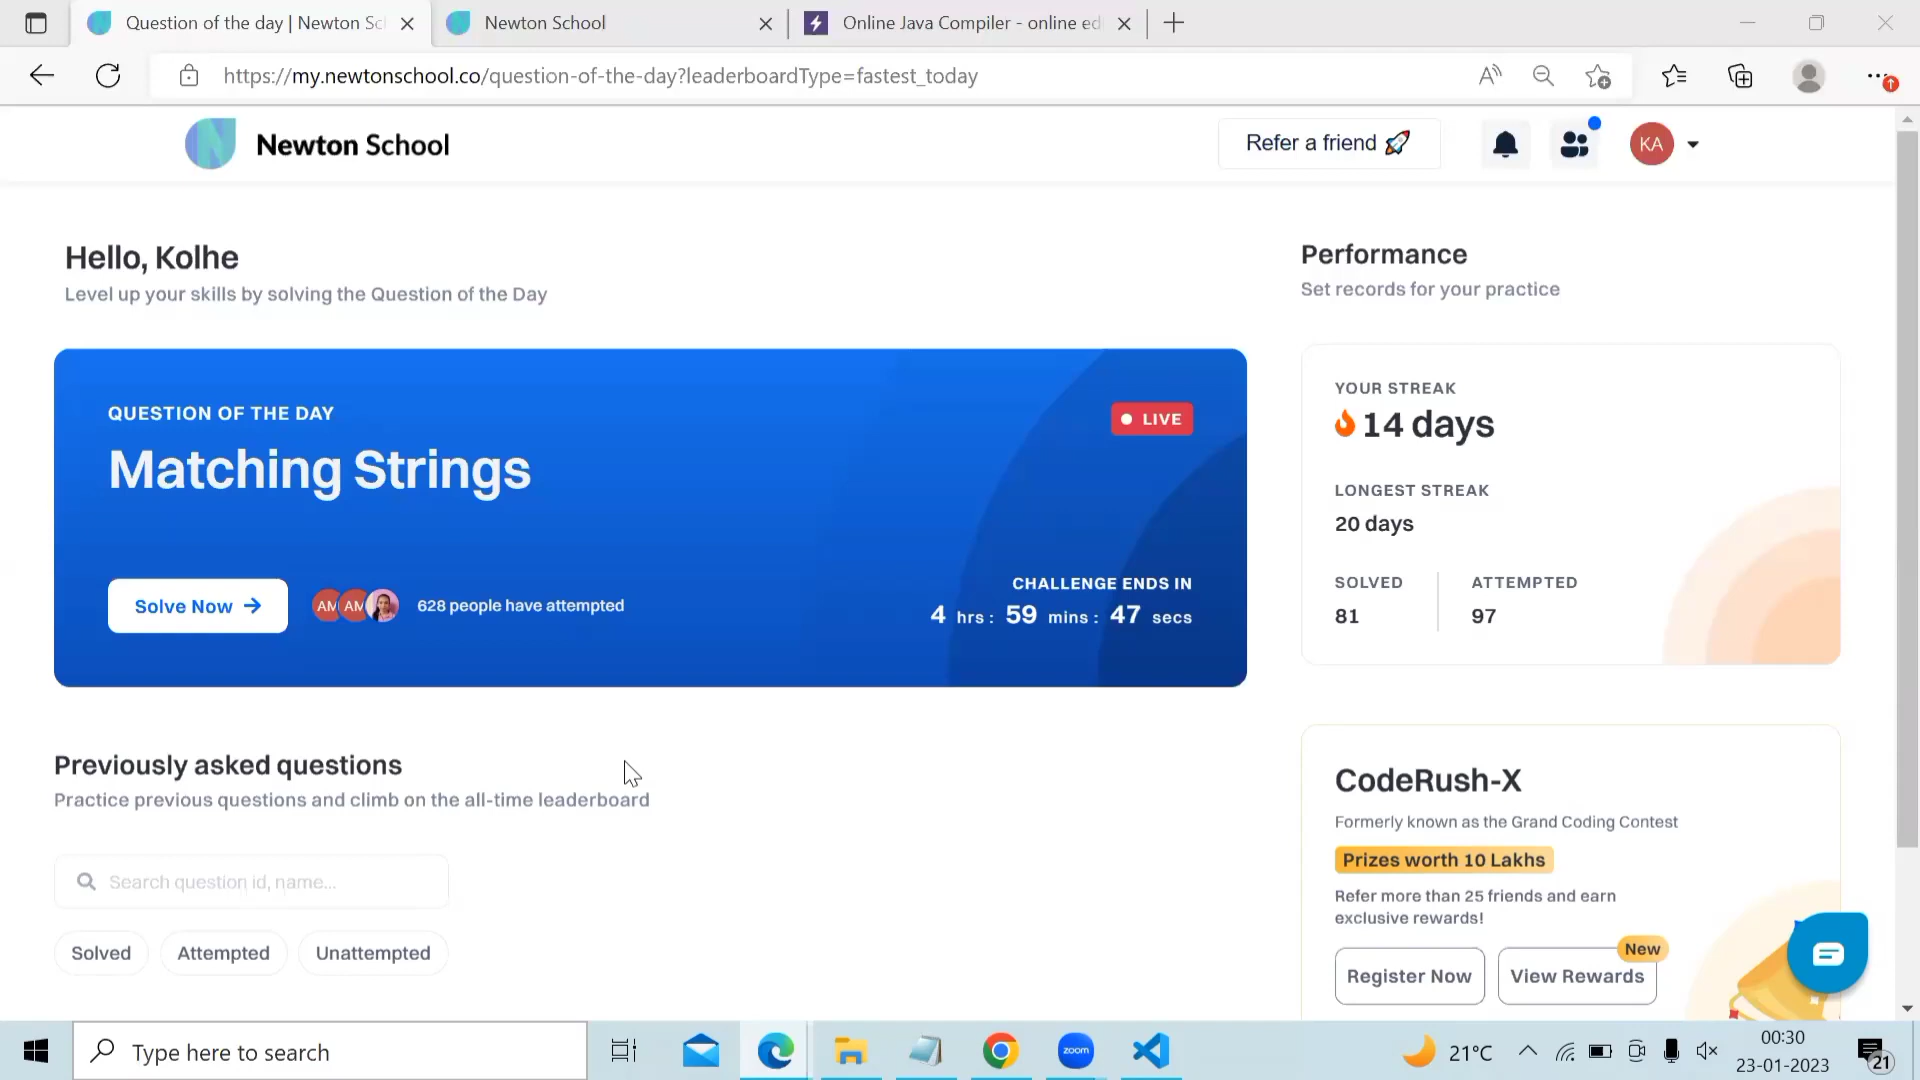 Question of the day | Newton Sc
Newton School
Online Java Compiler - online ed
https://my.newtonschool.co/question-of-the-day?leaderboardType=fastest_today
Newton School
Refer a friend 🚀
KA
Hello, Kolhe
Level up your skills by solving the Question of the Day
QUESTION OF THE DAY
LIVE
Matching Strings
Solve Now →
AM AM
628 people have attempted
CHALLENGE ENDS IN
4 hrs : 59 mins : 47 secs
Performance
Set records for your practice
YOUR STREAK
14 days
LONGEST STREAK
20 days
SOLVED
81
ATTEMPTED
97
Previously asked questions
Practice previous questions and climb on the all-time leaderboard
Search question id, name...
Solved
Attempted
Unattempted
CodeRush-X
Formerly known as the Grand Coding Contest
Prizes worth 10 Lakhs
Refer more than 25 friends and earn
exclusive rewards!
Register Now
View Rewards
New
Type here to search
zoom
21°C
00:30
23-01-2023
21